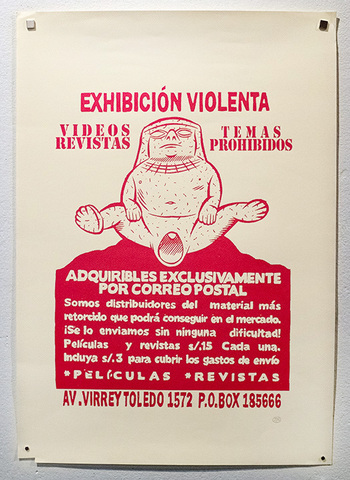 EXHIBICIÓN VIOLENTA
VIDEOS
REVISTAS
TEMAS
PROHIBIDOS
ADQUIRIBLES EXCLUSIVAMENTE
POR CORREO POSTAL
Somos distribuidores del material más
retorcido que podrá conseguir en el mercado.
¡Se lo enviamos sin ninguna dificultad!
Películas y revistas s/.15 Cada una.
Incluya s/.3 para cubrir los gastos de envío
*PELÍCULAS *REVISTAS
AV.VIRREY TOLEDO 1572 P.O.BOX 185666